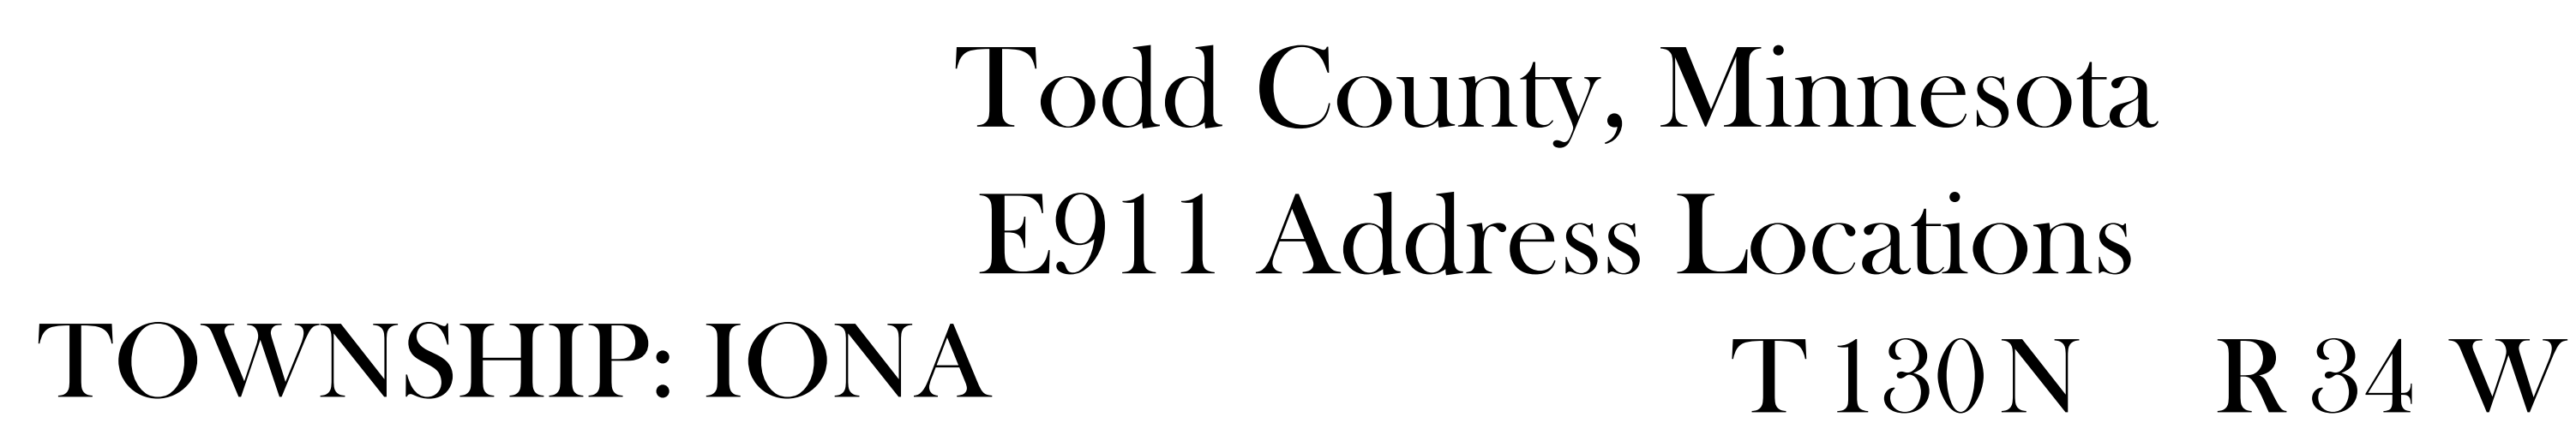 Todd County, Minnesota
E911 Address Locations
TOWNSHIP: IONA T 130 N R 34 W